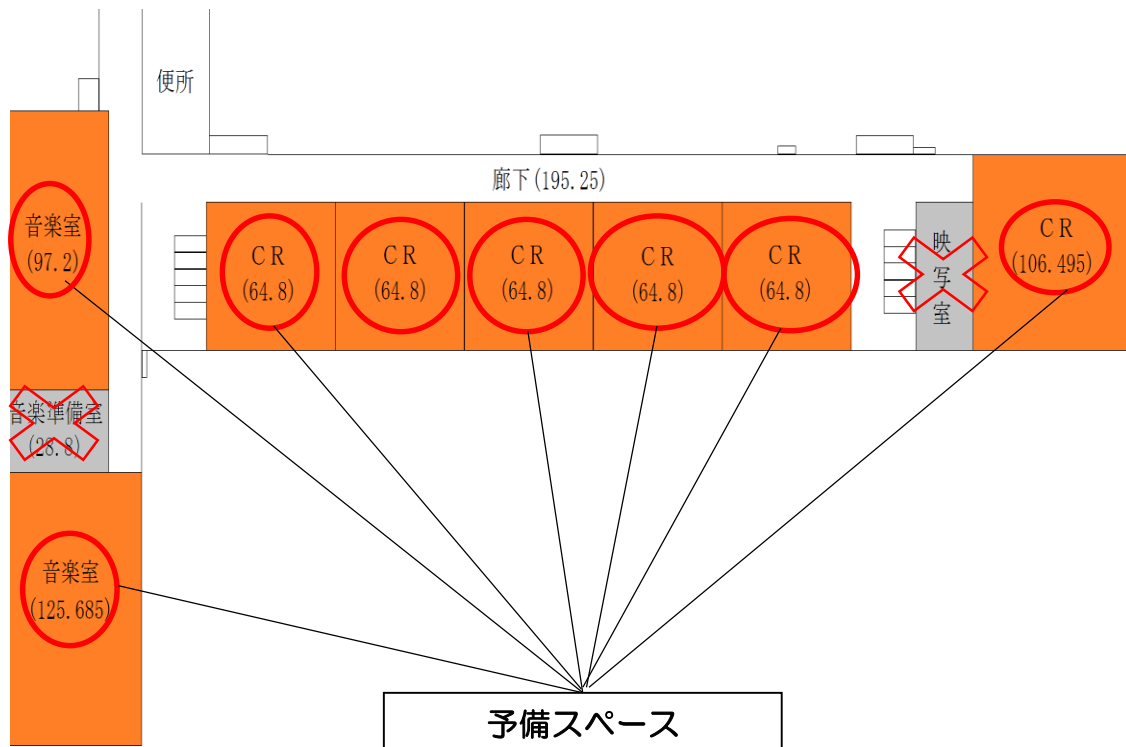 便所
廊下(195.25)
音楽室
(97.2)
CR
(64.8)
CR
(64.8)
CR
(64.8)
CR
(64.8)
CR
(64.8)
映写室
CR
(106.495)
音楽準備室
(28.8)
音楽室
(125.685)
予備スペース